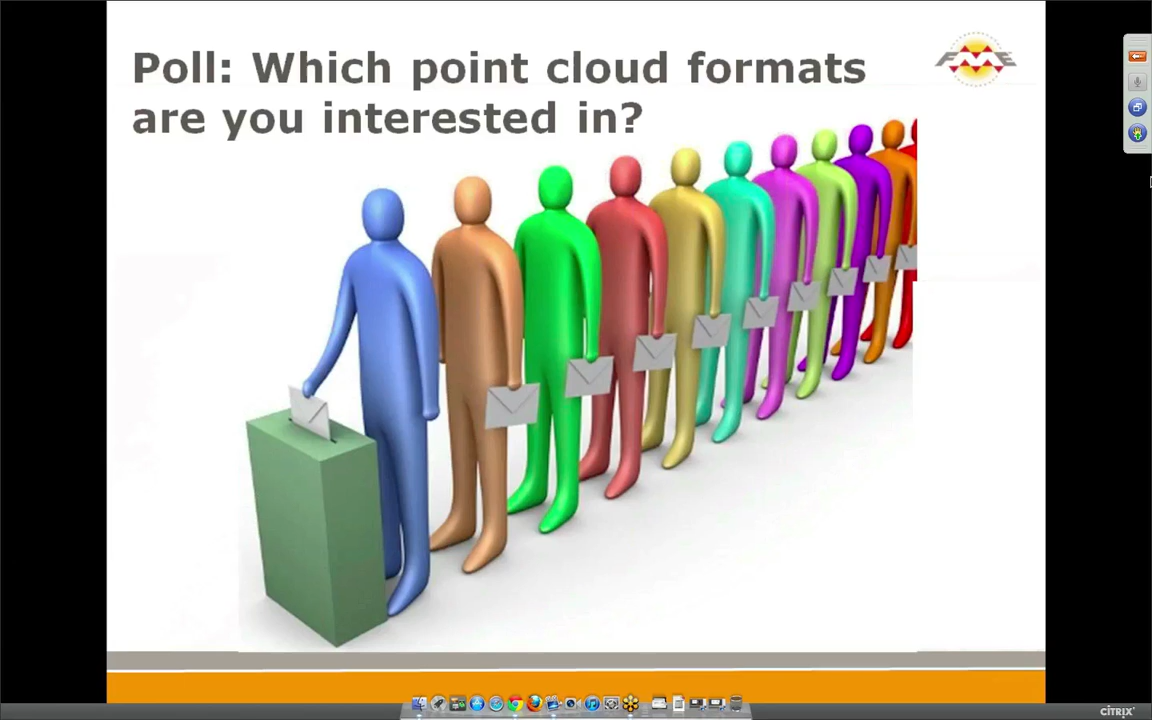 Poll: Which point cloud formats
are you interested in?
FME
CITRIX